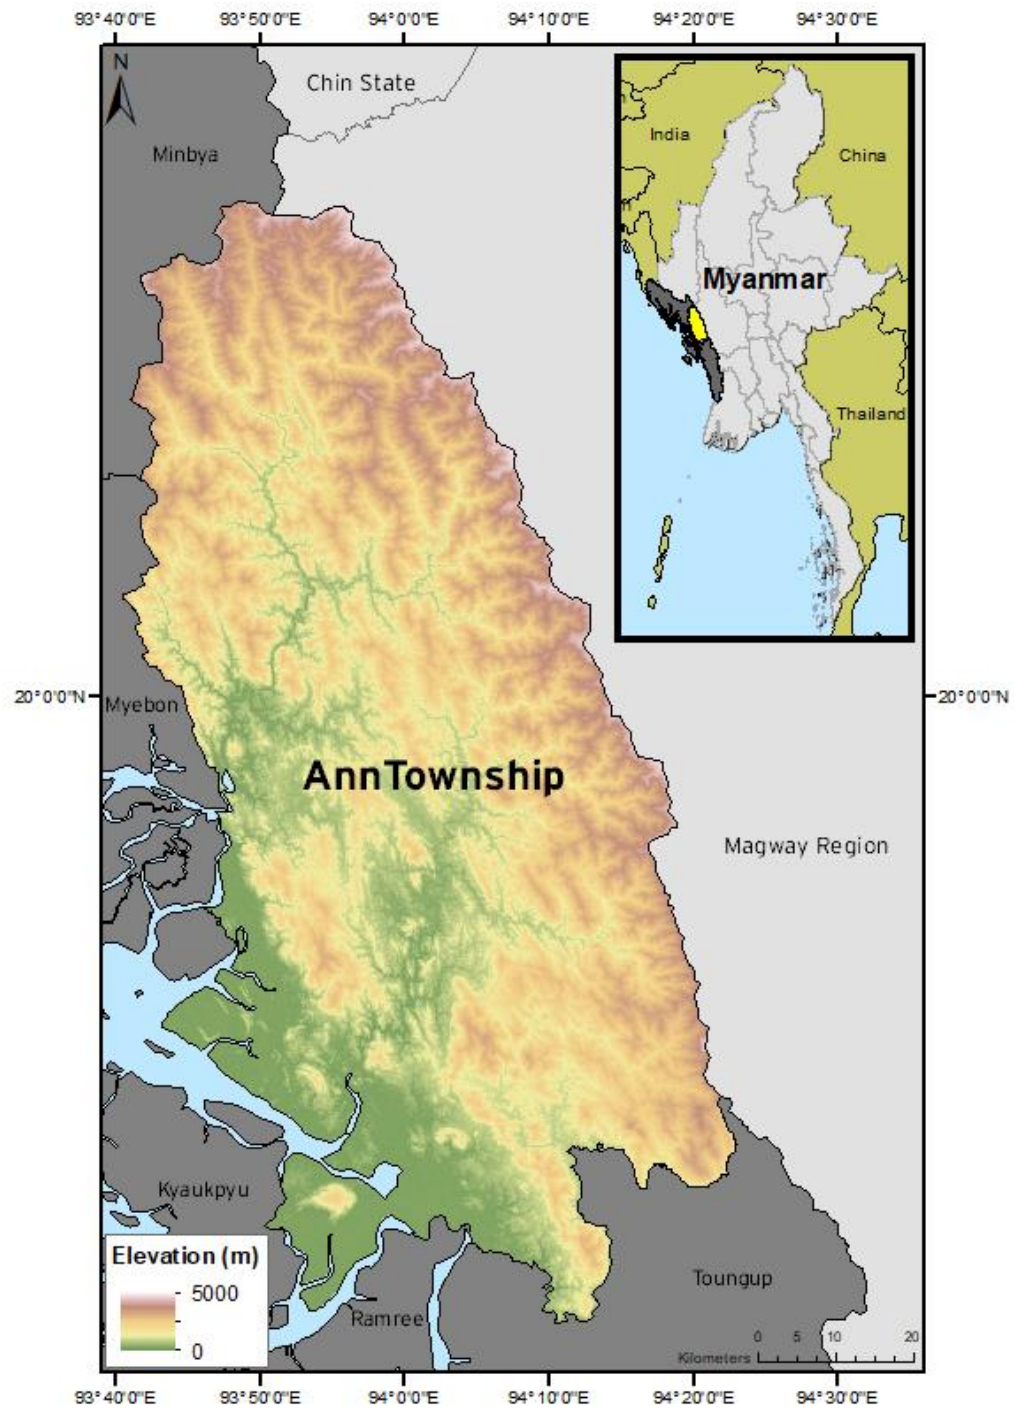 93°40'0"E 93°50'0"E 94°0'0"E 94°10'0"E 94°20'0"E 94°30'0"E
N
Chin State
Minbya
India
China
Myanmar
Thailand
20°0'0"N
20°0'0"N
Myebon
AnnTownship
Magway Region
Kyaukpyu
Elevation (m)
5000
0
Ramree
Toungup
0 5 10 20
Kilometers
93°40'0"E 93°50'0"E 94°0'0"E 94°10'0"E 94°20'0"E 94°30'0"E